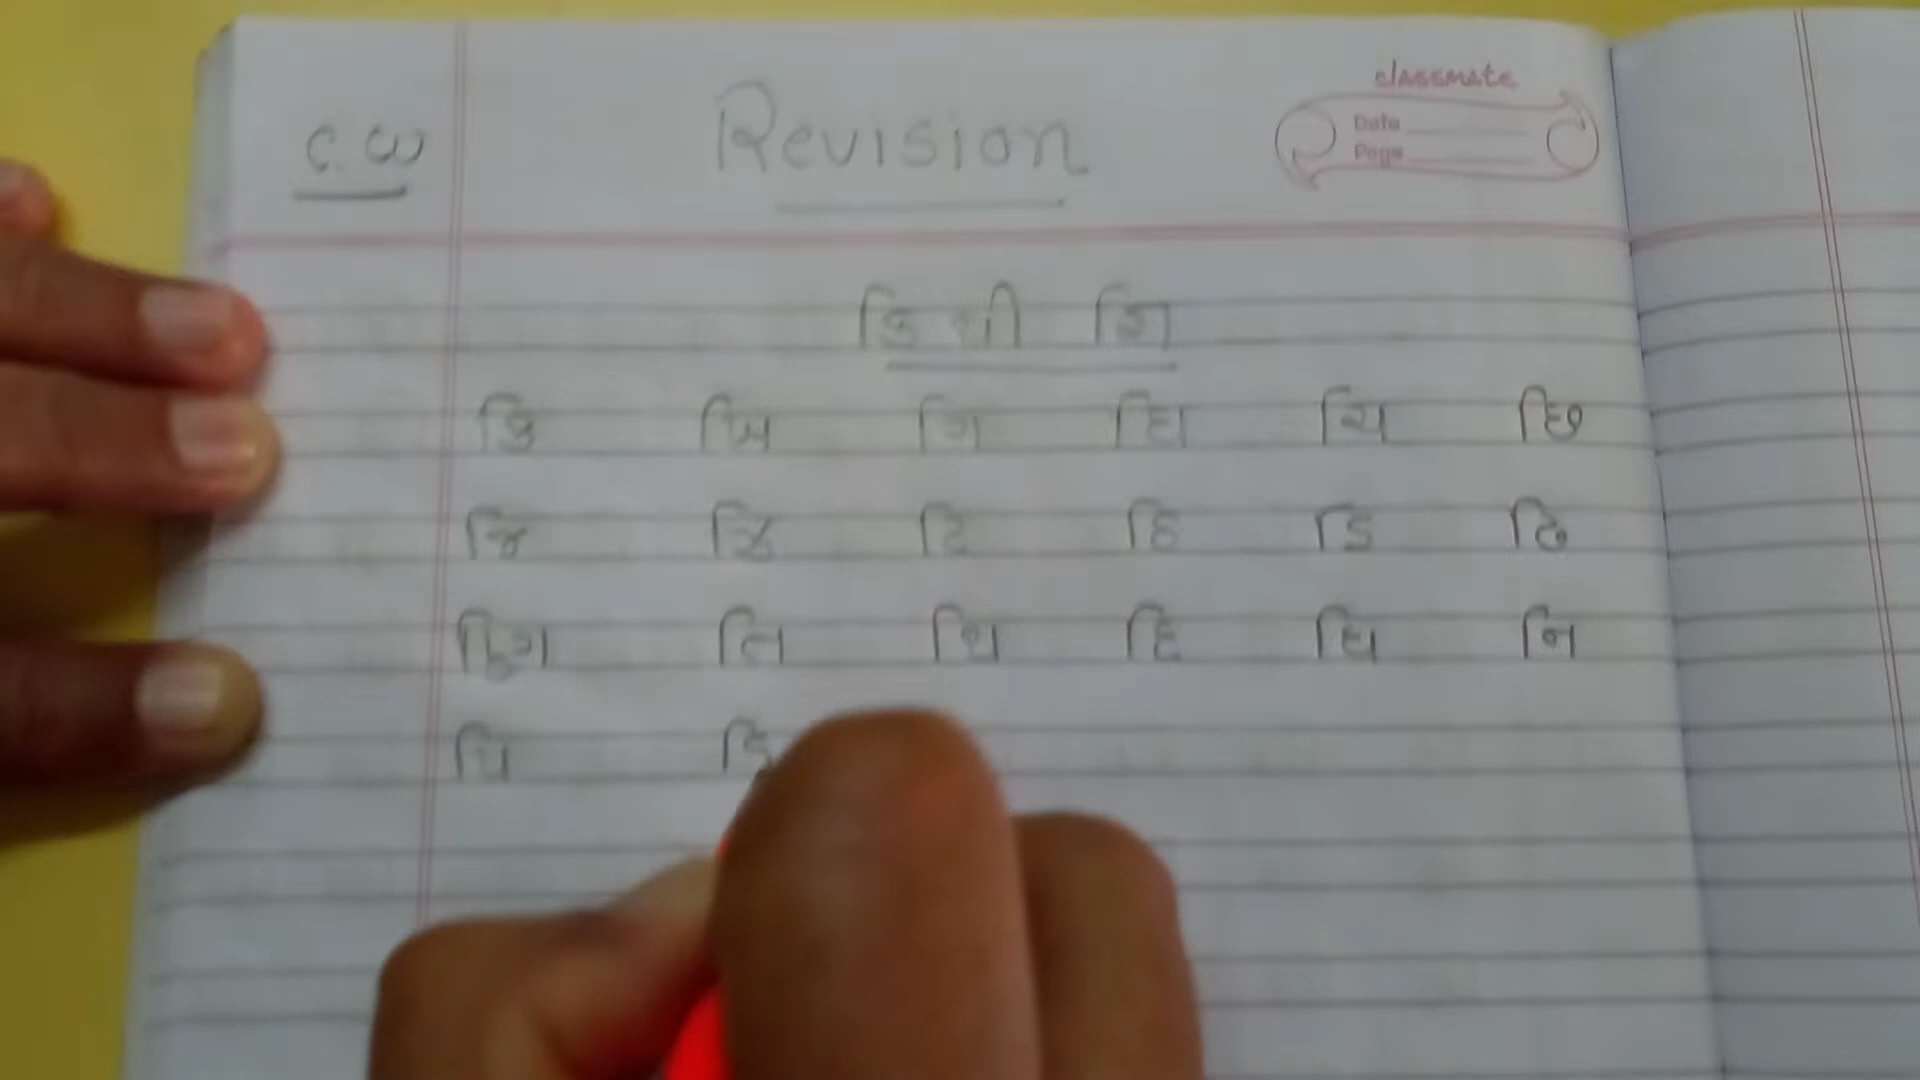 classmate
C.W Revision Date
Page
કિ થી જ્ઞિ
કિ ખિ ગિ ઘિ ચિ છિ
જિ ઝિ ટિ ઠિ ડિ ઢિ
ણિ તિ થિ દિ ધિ નિ
પિ